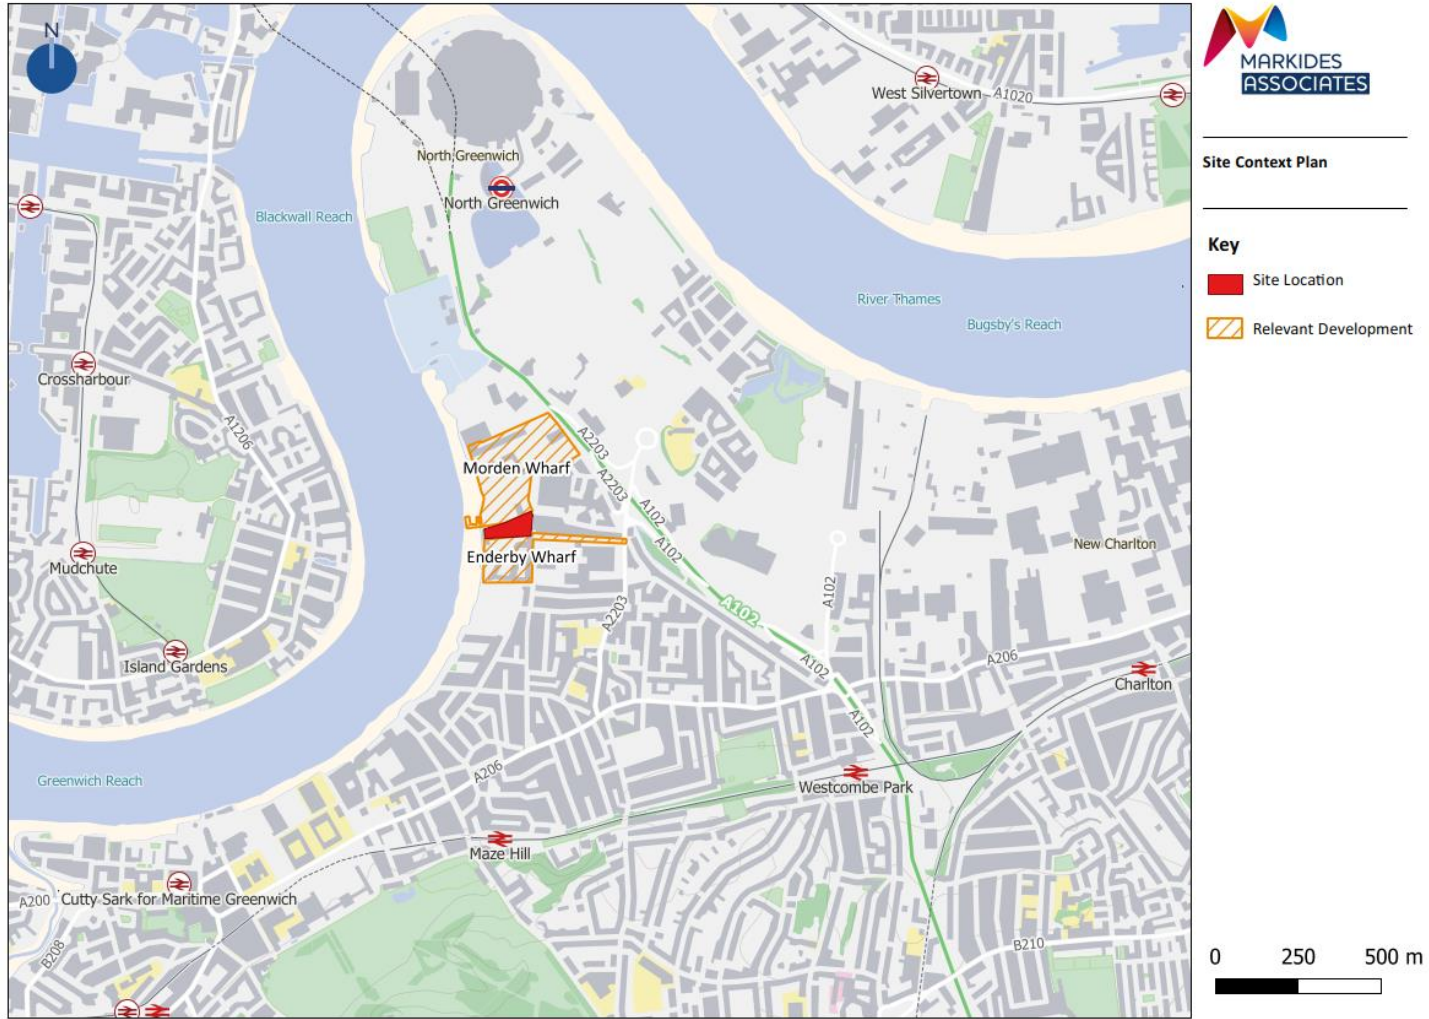 N
MARKIDES
ASSOCIATES
Site Context Plan
Key
Site Location
Relevant Development
West Silvertown
A1020
North Greenwich
North Greenwich
Blackwall Reach
River Thames
Bugsby's Reach
Crossharbour
A1206
A2203
A2203
Morden Wharf
A102
A102
Enderby Wharf
New Charlton
Mudchute
A102
A2203
A102
Island Gardens
A102
A206
Charlton
A102
Greenwich Reach
A206
Westcombe Park
Maze Hill
A200
Cutty Sark for Maritime Greenwich
B208
B210
0 250 500 m